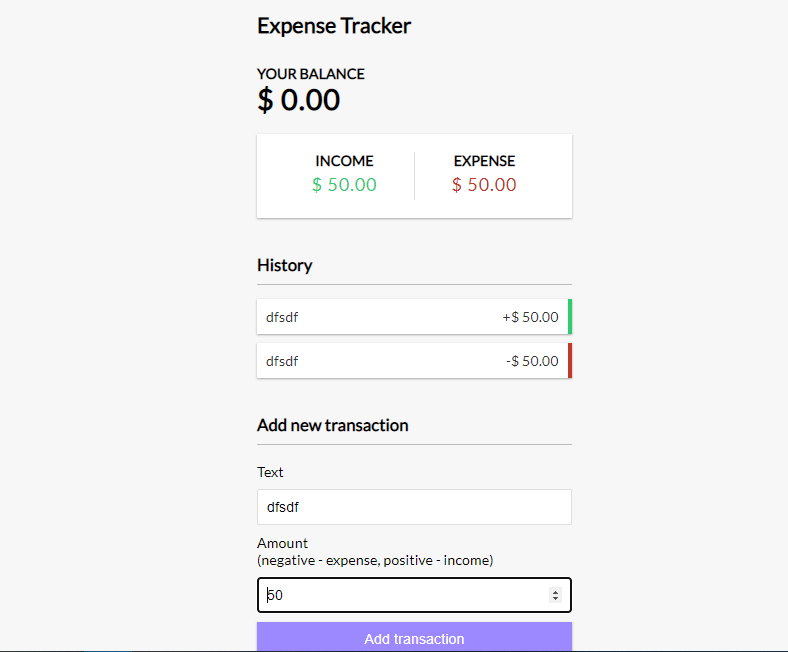 Expense Tracker
YOUR BALANCE
$ 0.00
INCOME EXPENSE
$ 50.00 $ 50.00
History
dfsdf +$ 50.00
dfsdf -$ 50.00
Add new transaction
Text
dfsdf
Amount
(negative - expense, positive - income)
50
Add transaction